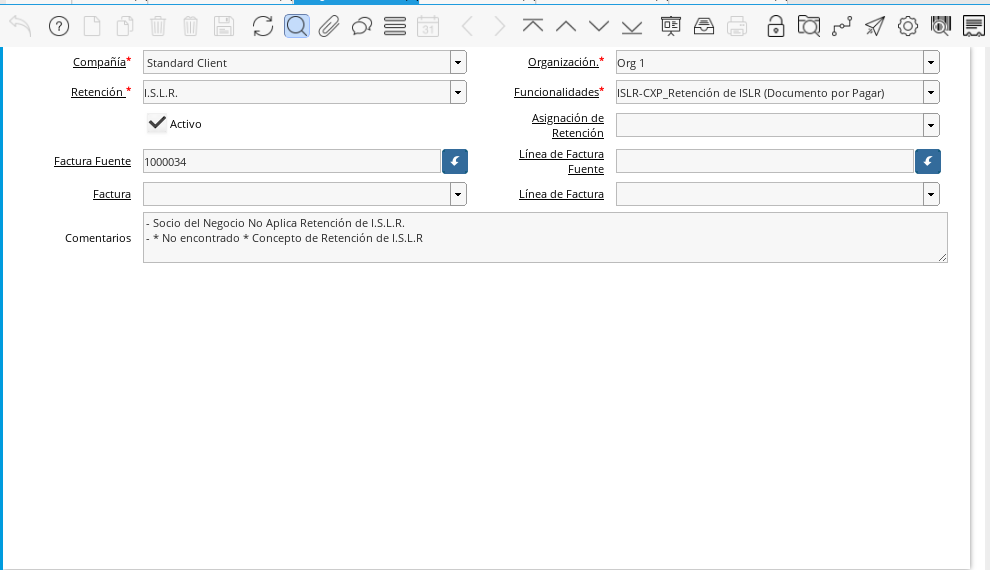 31
Compañía*
Standard Client
Organización.*
Org 1
Retención *
I.S.L.R.
Funcionalidades*
ISLR-CXP_Retención de ISLR (Documento por Pagar)
Activo
Asignación de
Retención
Factura Fuente
1000034
Línea de Factura
Fuente
Factura
Línea de Factura
Comentarios
- Socio del Negocio No Aplica Retención de I.S.L.R.
- * No encontrado * Concepto de Retención de I.S.L.R